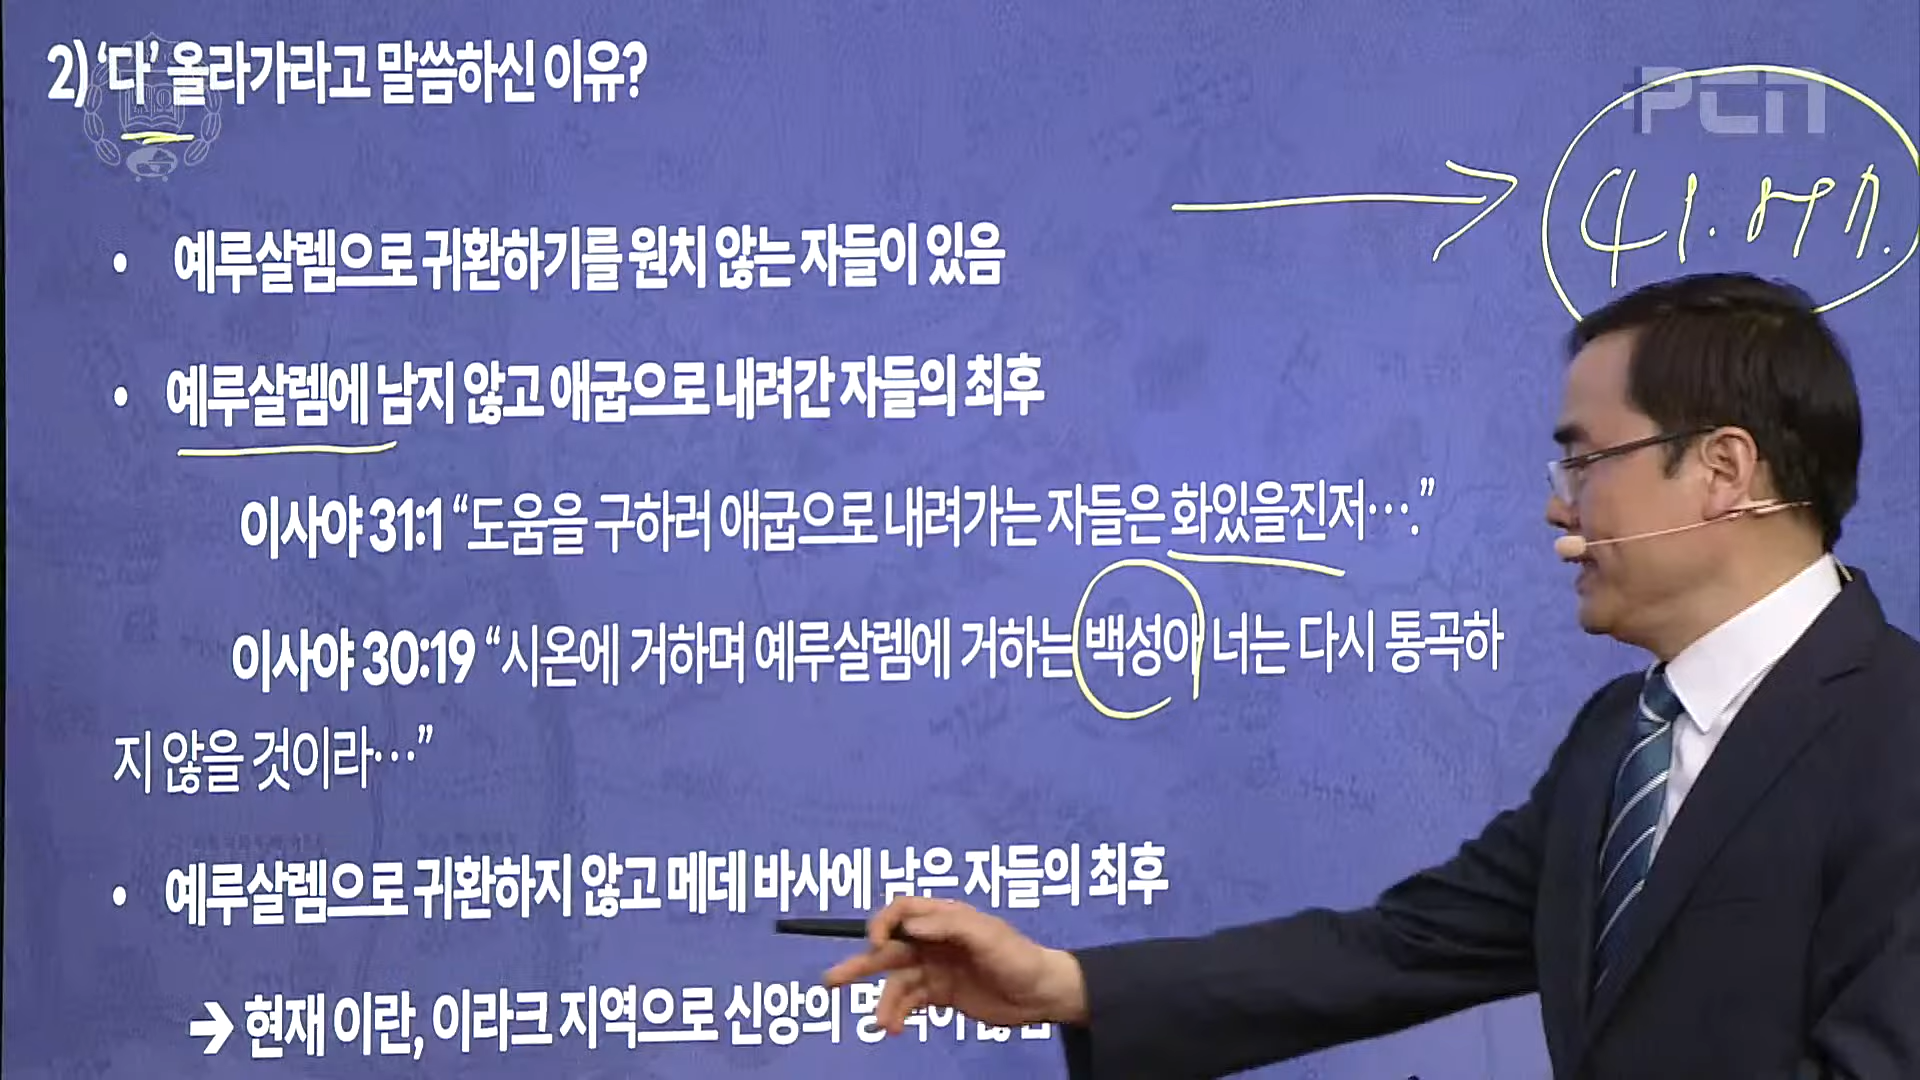 2) ‘다’ 올라가라고 말씀하신 이유?
PCN
• 예루살렘으로 귀환하기를 원치 않는 자들이 있음
• 예루살렘에 남지 않고 애굽으로 내려간 자들의 최후
이사야 31:1 “도움을 구하러 애굽으로 내려가는 자들은 화있을진저….”
이사야 30:19 “시온에 거하며 예루살렘에 거하는 백성아 너는 다시 통곡하
지 않을 것이라…”
• 예루살렘으로 귀환하지 않고 메데 바사에 남은 자들의 최후
→ 현재 이란, 이라크 지역으로 신앙의